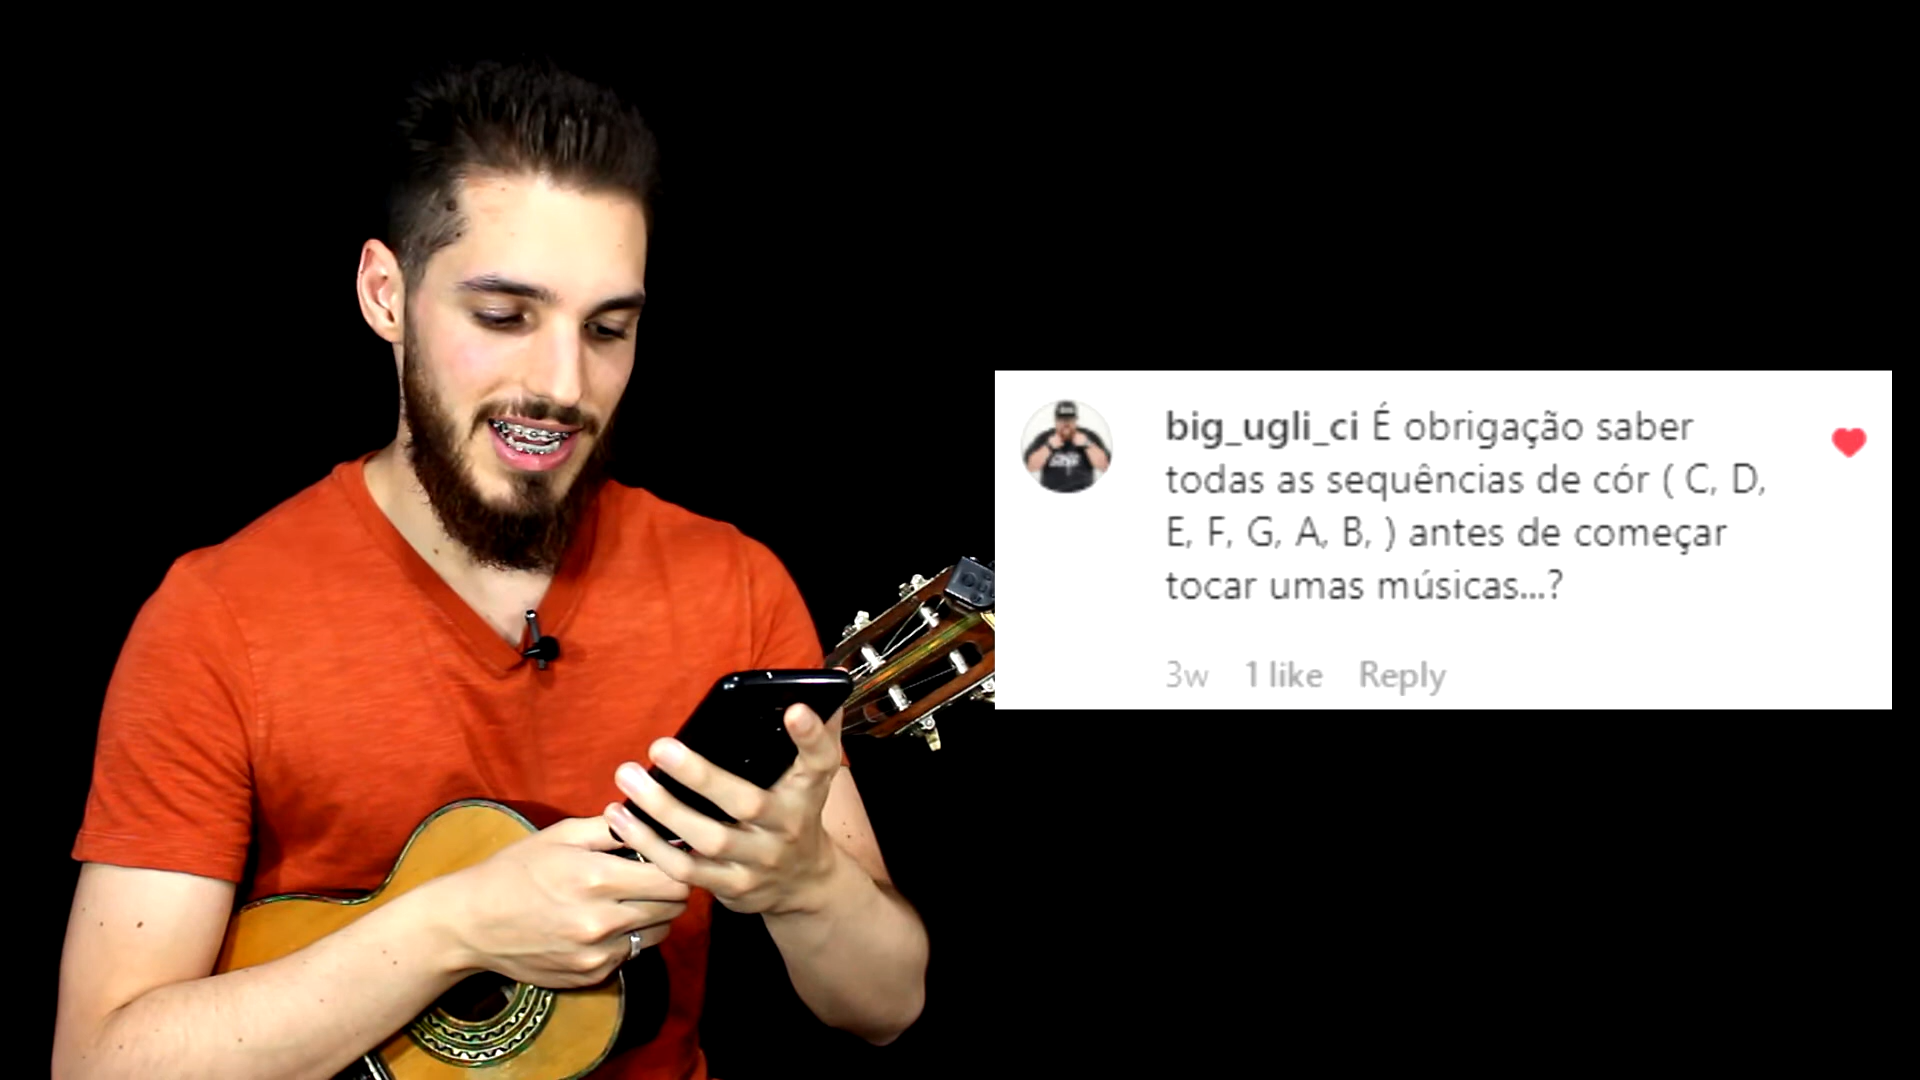 big_ugli_ci É obrigação saber
todas as sequências de cór ( C, D,
E, F, G, A, B, ) antes de começar
tocar umas músicas...?
3w 1 like Reply